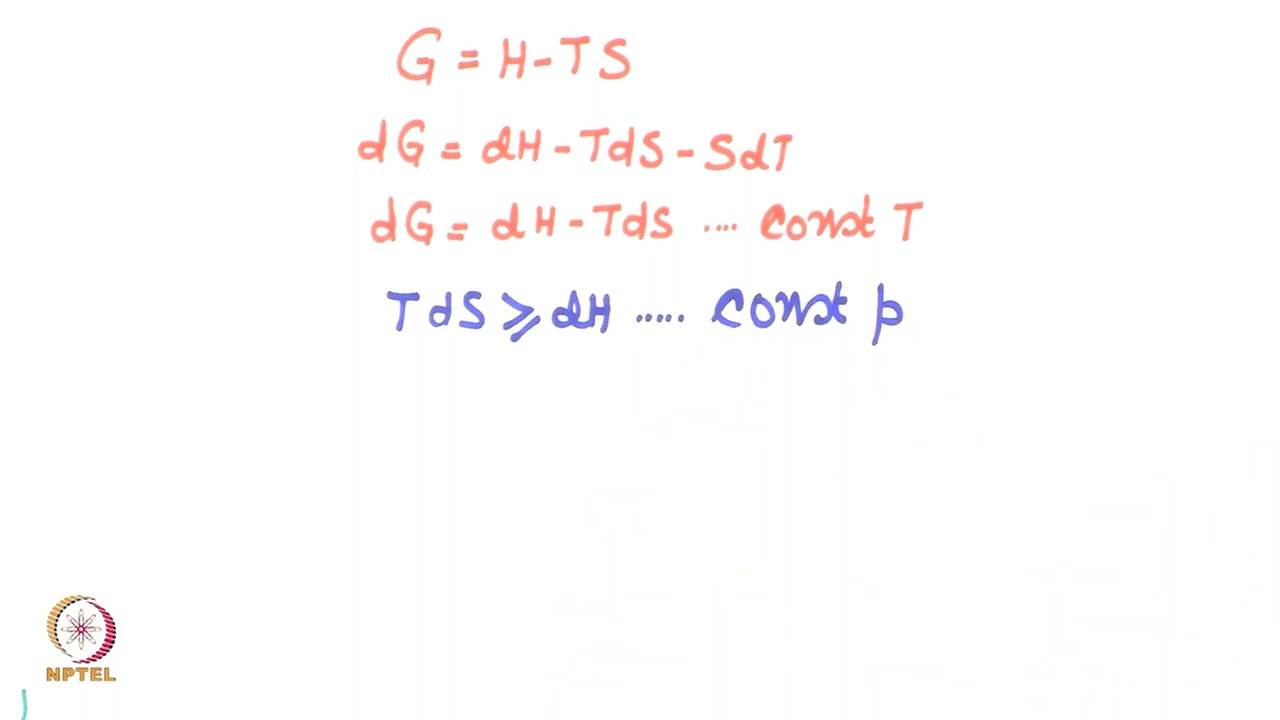 G = H - TS
dG = dH - TdS - SdT
dG = dH - TdS .... const T
TdS ≥ dH ..... const p
NPTEL